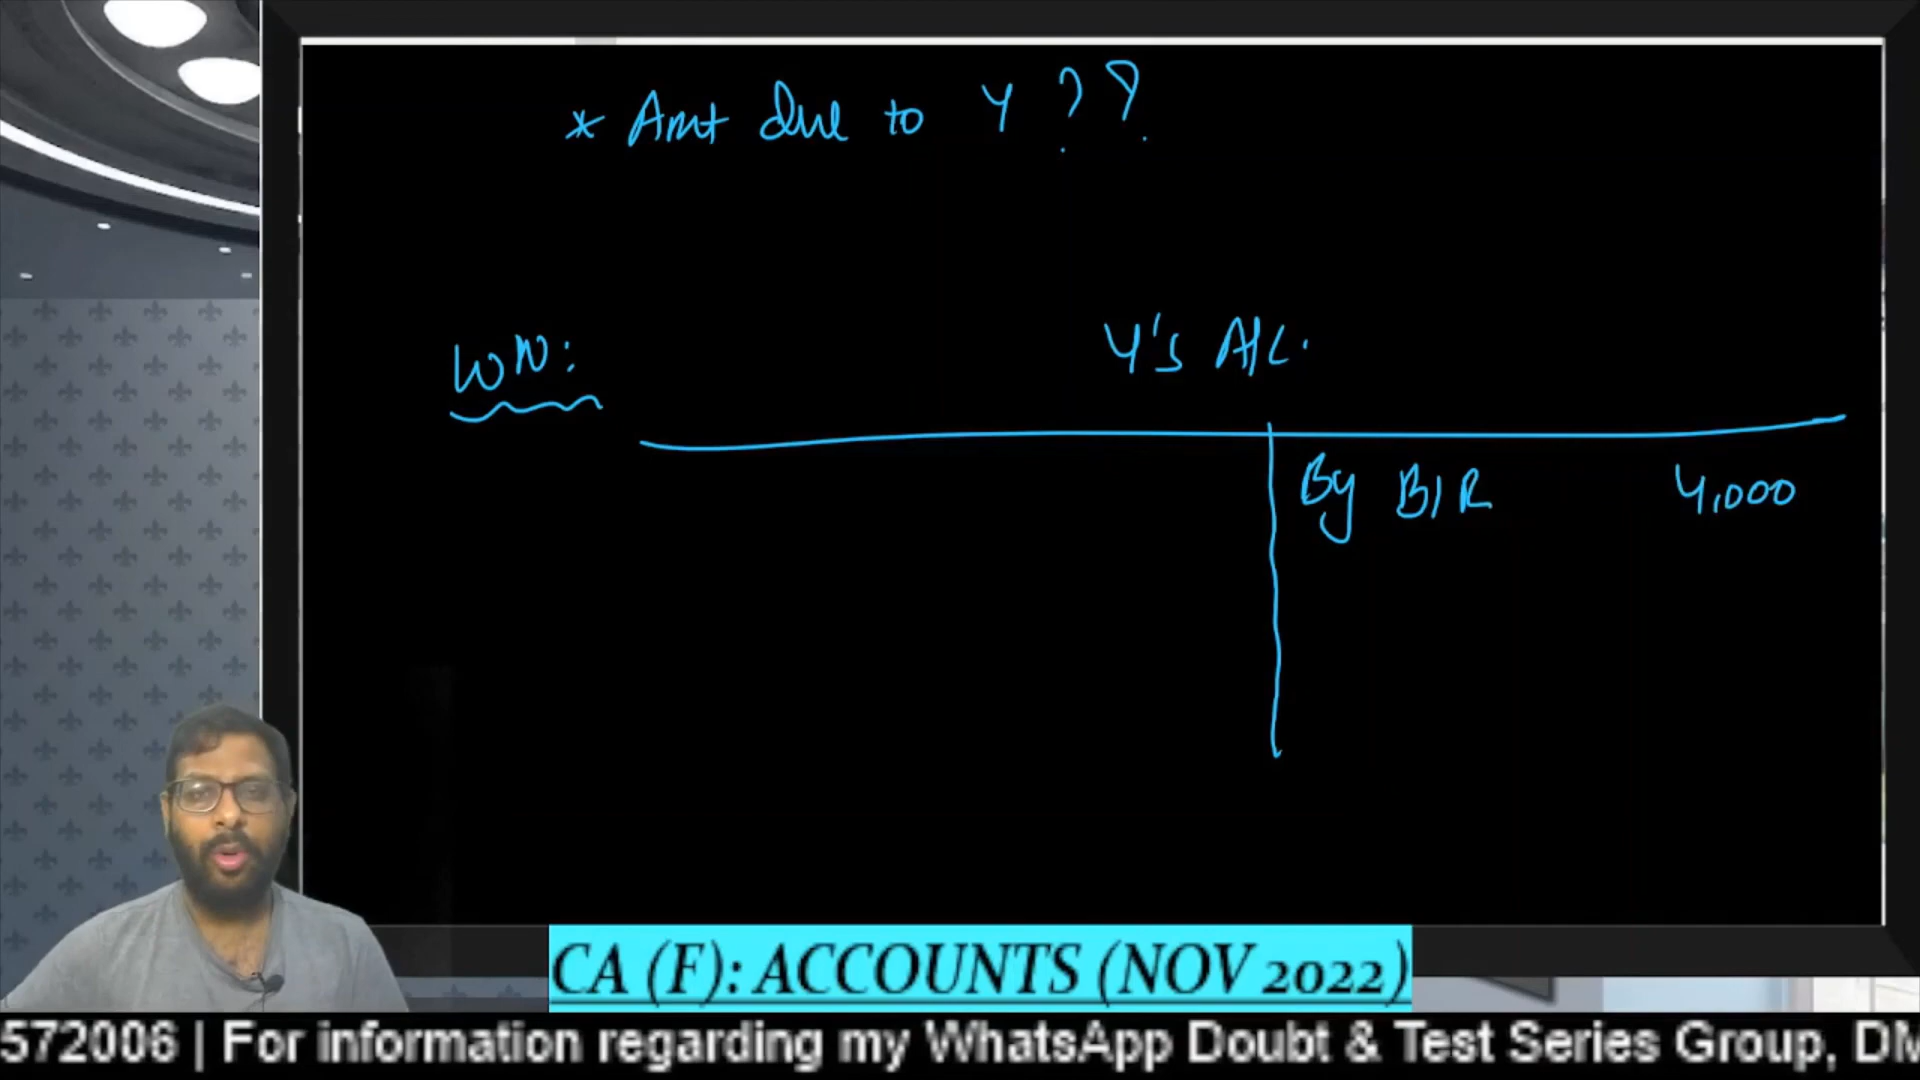 * Amt due to Y ??
WN:
Y's A/c.
By B/R 4,000
CA (F): ACCOUNTS (NOV 2022)
572006 | For information regarding my WhatsApp Doubt & Test Series Group, DM